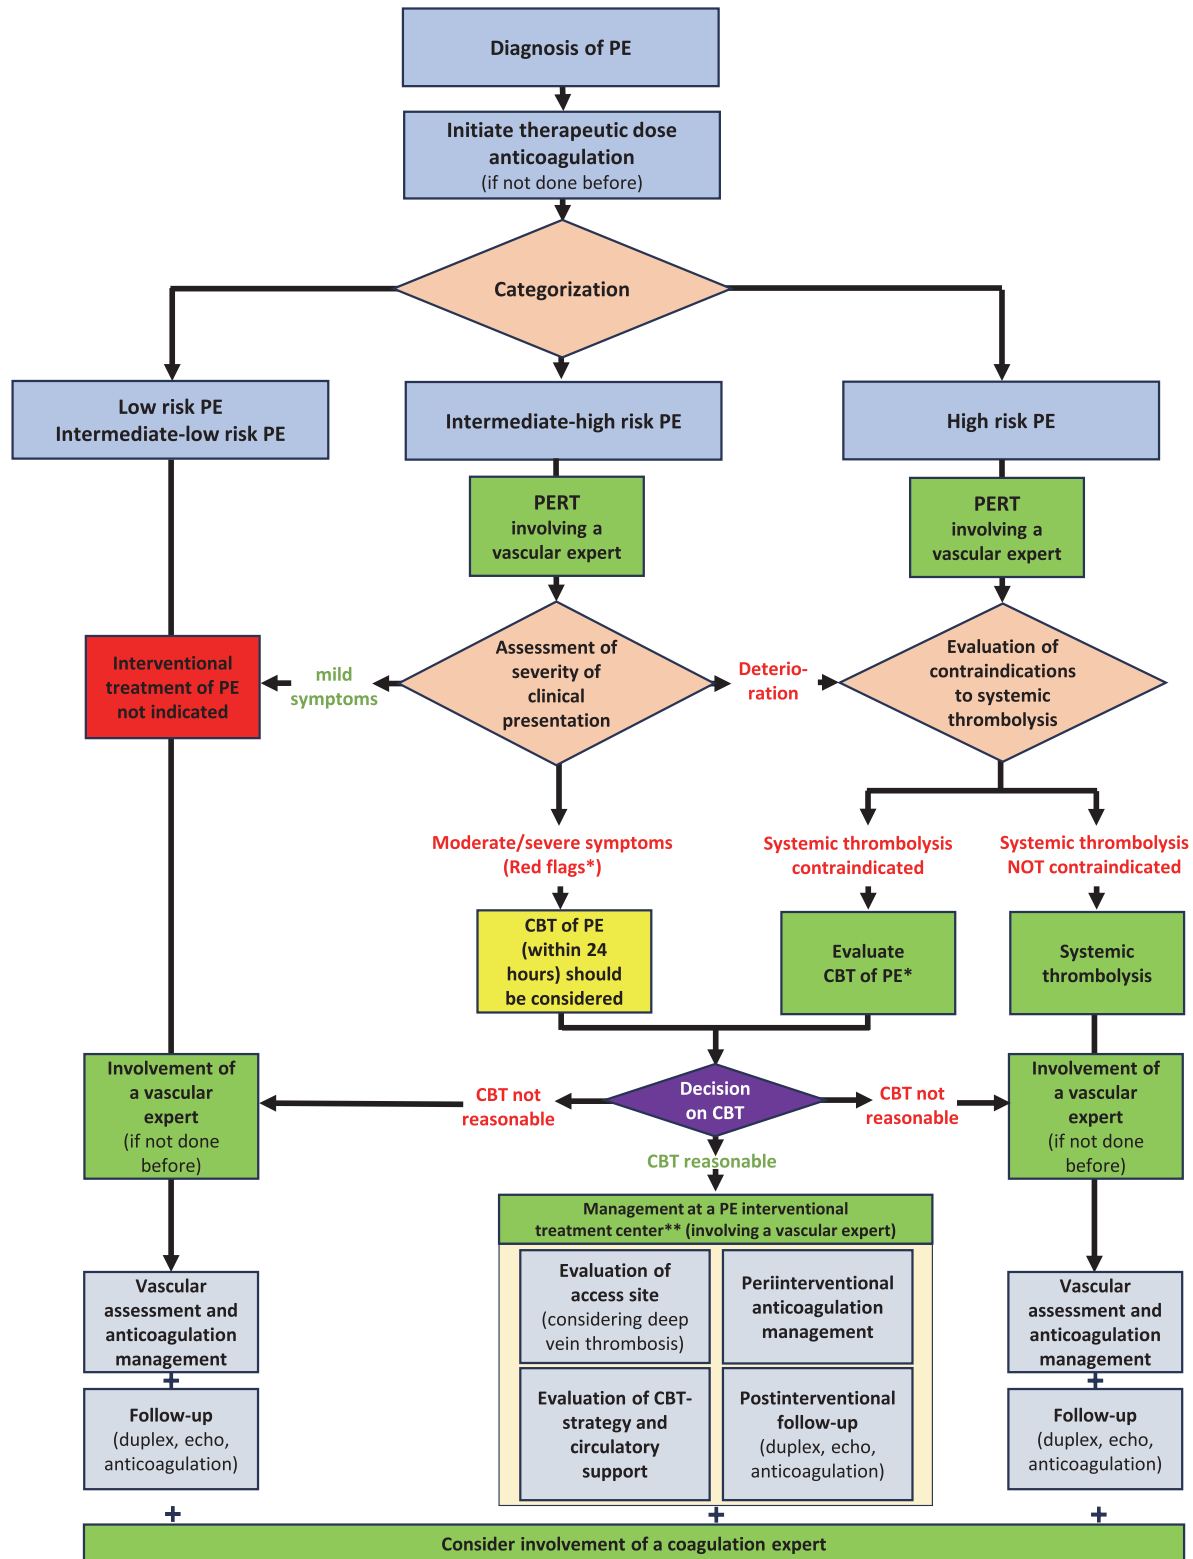 Diagnosis of PE
Initiate therapeutic dose
anticoagulation
(if not done before)
Categorization
Low risk PE
Intermediate-low risk PE
Intermediate-high risk PE
High risk PE
PERT
involving a
vascular expert
PERT
involving a
vascular expert
Interventional
treatment of PE
not indicated
mild
symptoms
Assessment of
severity of
clinical
presentation
Deterio-
ration
Evaluation of
contraindications
to systemic
thrombolysis
Moderate/severe symptoms
(Red flags*)
Systemic thrombolysis
contraindicated
Systemic thrombolysis
NOT contraindicated
CBT of PE
(within 24
hours) should
be considered
Evaluate
CBT of PE*
Systemic
thrombolysis
Involvement of
a vascular
expert
(if not done
before)
CBT not
reasonable
Decision
on CBT
CBT not
reasonable
Involvement of
a vascular
expert
(if not done
before)
CBT reasonable
Management at a PE interventional
treatment center** (involving a vascular expert)
Evaluation of
access site
(considering deep
vein thrombosis)
Periinterventional
anticoagulation
management
Evaluation of CBT-
strategy and
circulatory
support
Postinterventional
follow-up
(duplex, echo,
anticoagulation)
Vascular
assessment and
anticoagulation
management
+
Follow-up
(duplex, echo,
anticoagulation)
Vascular
assessment and
anticoagulation
management
+
Follow-up
(duplex, echo,
anticoagulation)
+
+
+
Consider involvement of a coagulation expert